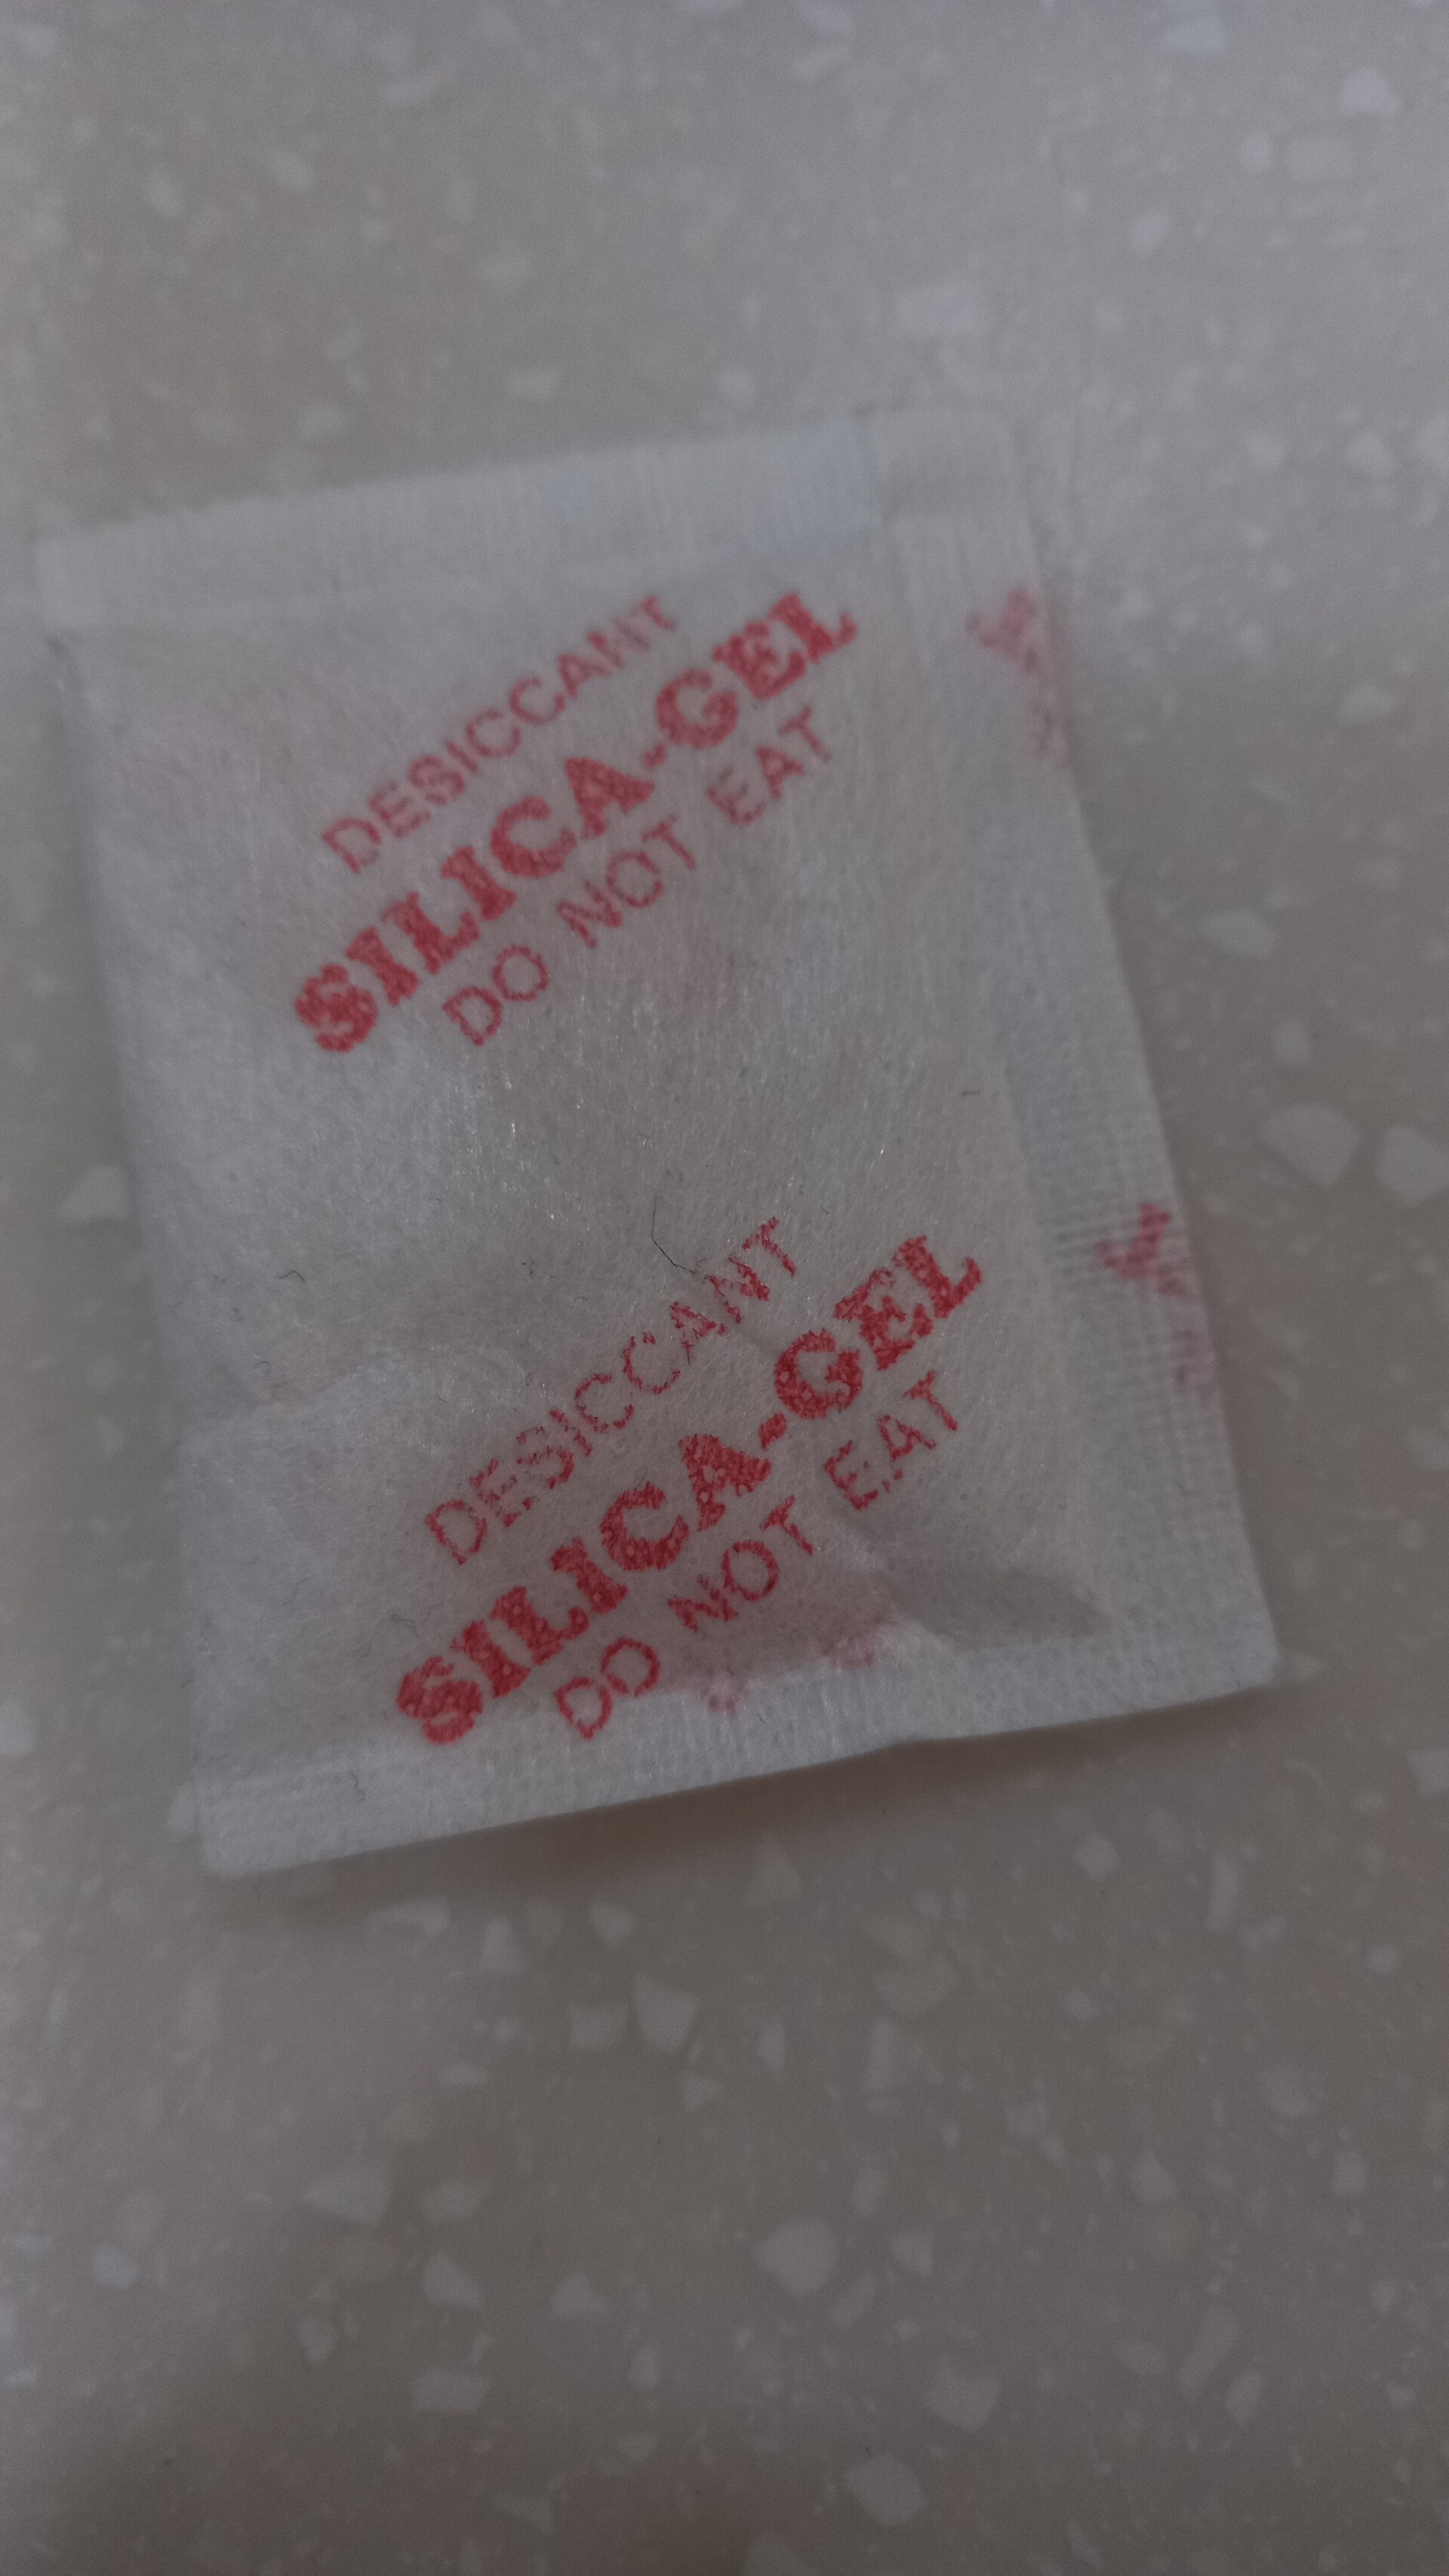 DESICCANT
SILICA-GEL
DO NOT EAT
DESICCANT
SILICA-GEL
DO NOT EAT